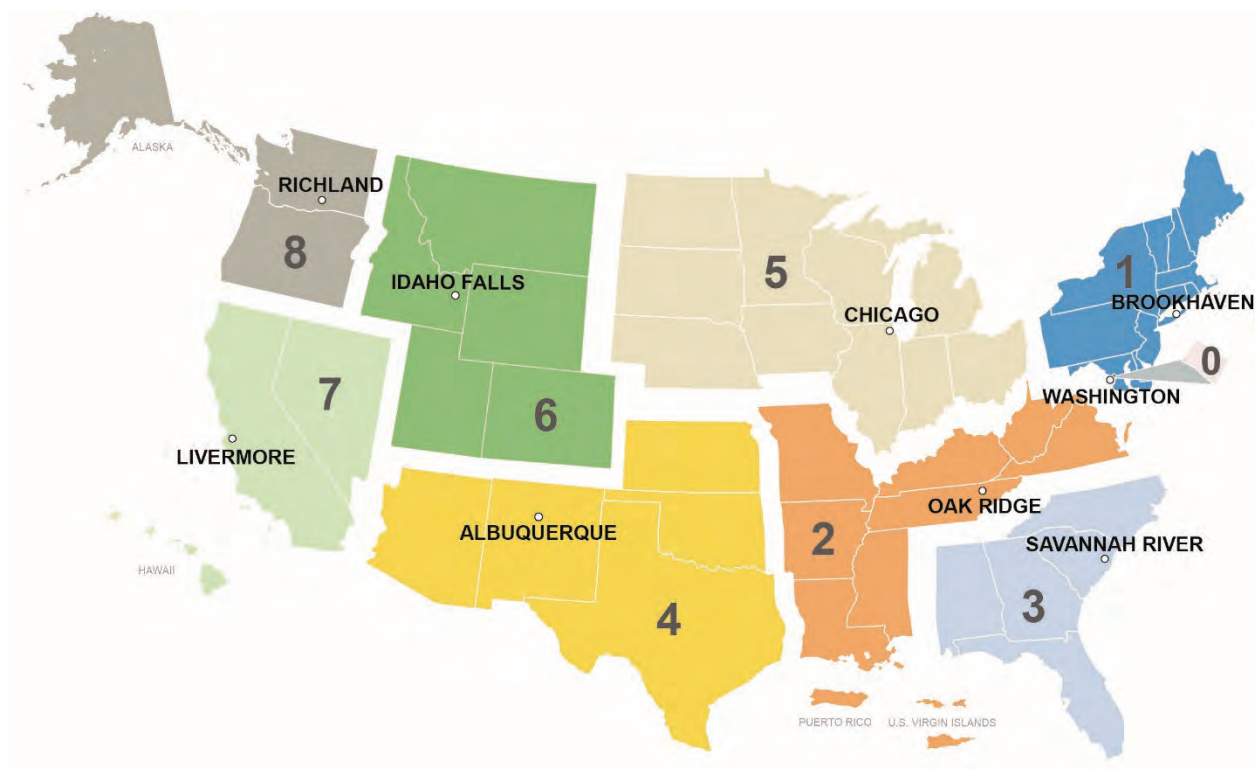 ALASKA
RICHLAND
8
IDAHO FALLS
5
CHICAGO
1
BROOKHAVEN
0
WASHINGTON
7
6
LIVERMORE
ALBUQUERQUE
OAK RIDGE
2
SAVANNAH RIVER
HAWAII
4
3
PUERTO RICO
U.S. VIRGIN ISLANDS